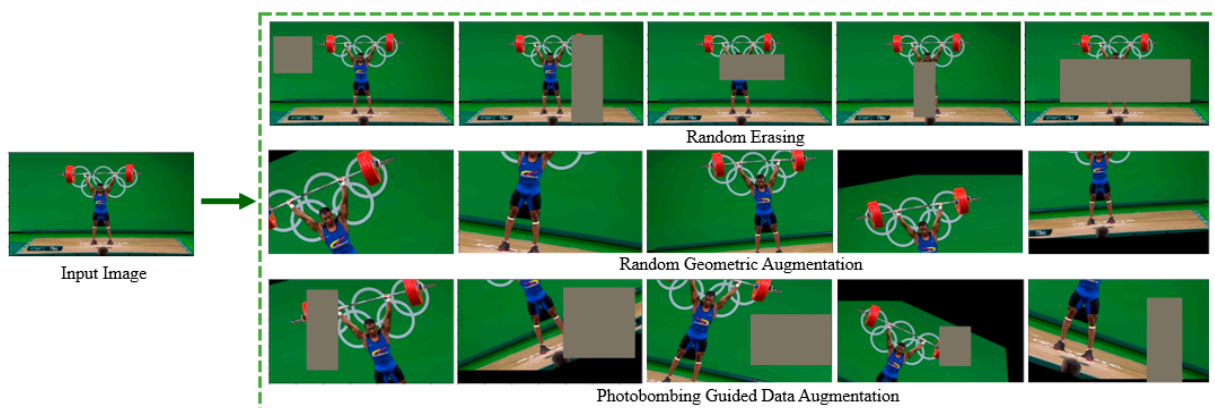 Random Erasing
Input Image
Random Geometric Augmentation
Photobombing Guided Data Augmentation